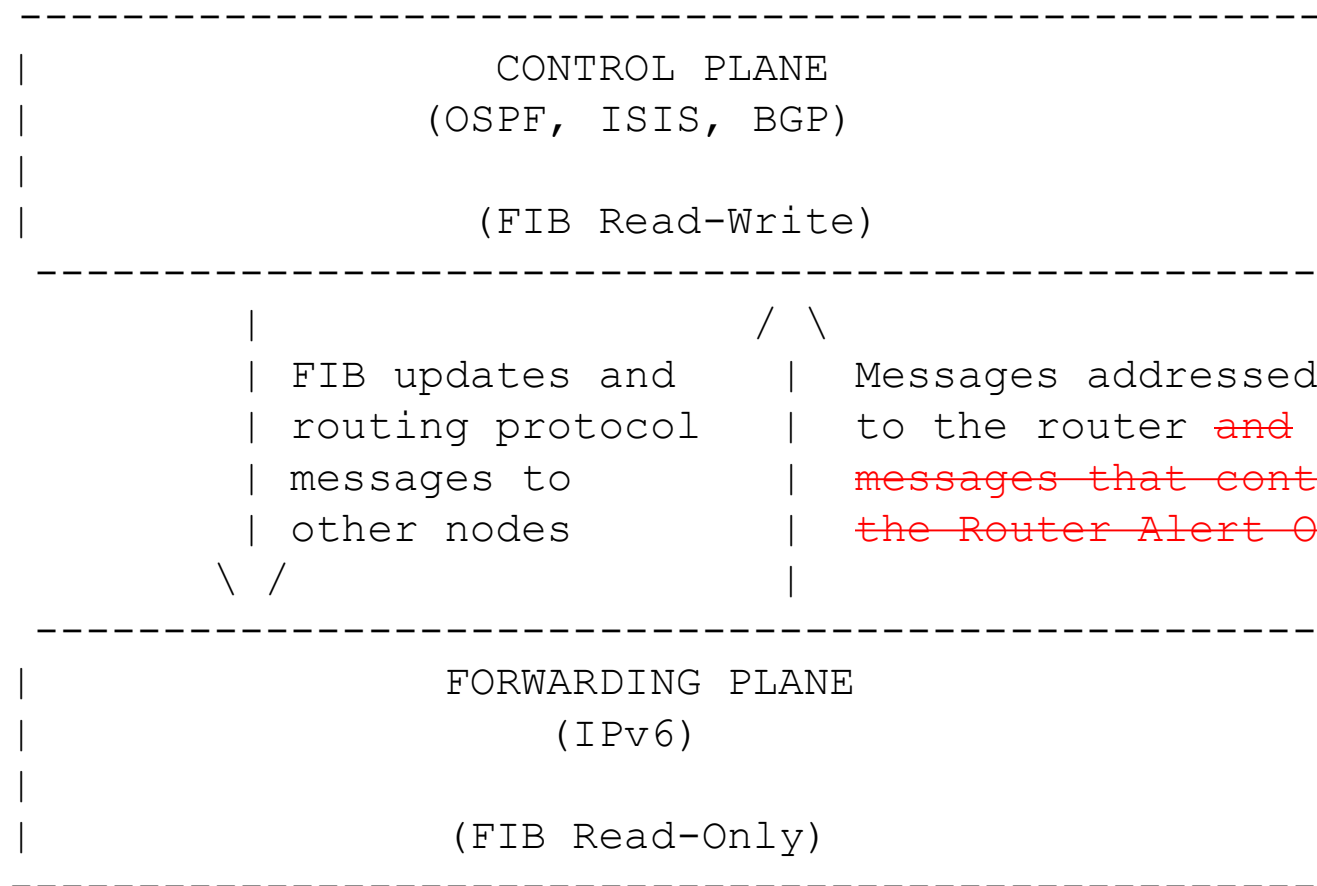 CONTROL PLANE
(OSPF, ISIS, BGP)
(FIB Read-Write)
FIB updates and
routing protocol
messages to
other nodes
Messages addressed
to the router and
messages that cont
the Router Alert O
FORWARDING PLANE
(IPv6)
(FIB Read-Only)